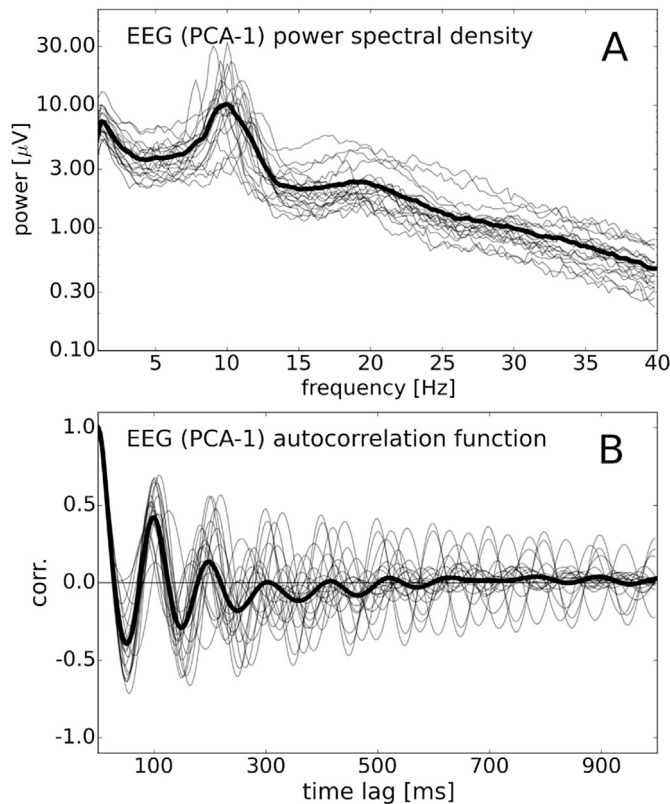 EEG (PCA-1) power spectral density
A
30.00
10.00
3.00
1.00
0.30
0.10
power [μV]
5 10 15 20 25 30 35 40
frequency [Hz]
EEG (PCA-1) autocorrelation function
B
1.0
0.5
0.0
-0.5
-1.0
corr.
100 300 500 700 900
time lag [ms]